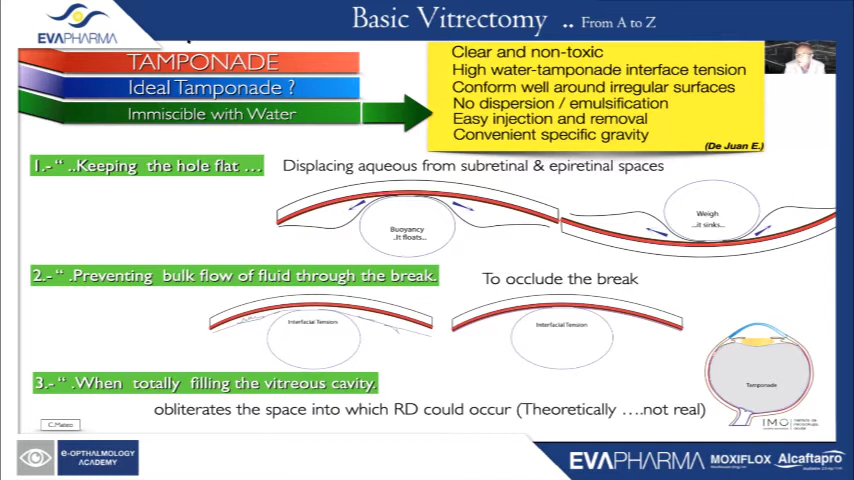 Basic Vitrectomy .. From A to Z
EVAPHARMA
TAMPONADE
Ideal Tamponade ?
Immiscible with Water
Clear and non-toxic
High water-tamponade interface tension
Conform well around irregular surfaces
No dispersion / emulsification
Easy injection and removal
Convenient specific gravity
(De Juan E.)
1.- “ ..Keeping the hole flat …
Displacing aqueous from subretinal & epiretinal spaces
Buoyancy
..It floats...
Weigh
..it sinks...
2.- “ .Preventing bulk flow of fluid through the break.
To occlude the break
Interfacial Tension
Interfacial Tension
3.- “ .When totally filling the vitreous cavity.
obliterates the space into which RD could occur (Theoretically ….not real)
Tamponade
C.Mateo
IMO
e-OPTHALMOLOGY
ACADEMY
EVAPHARMA MOXIFLOX Alcaftapro